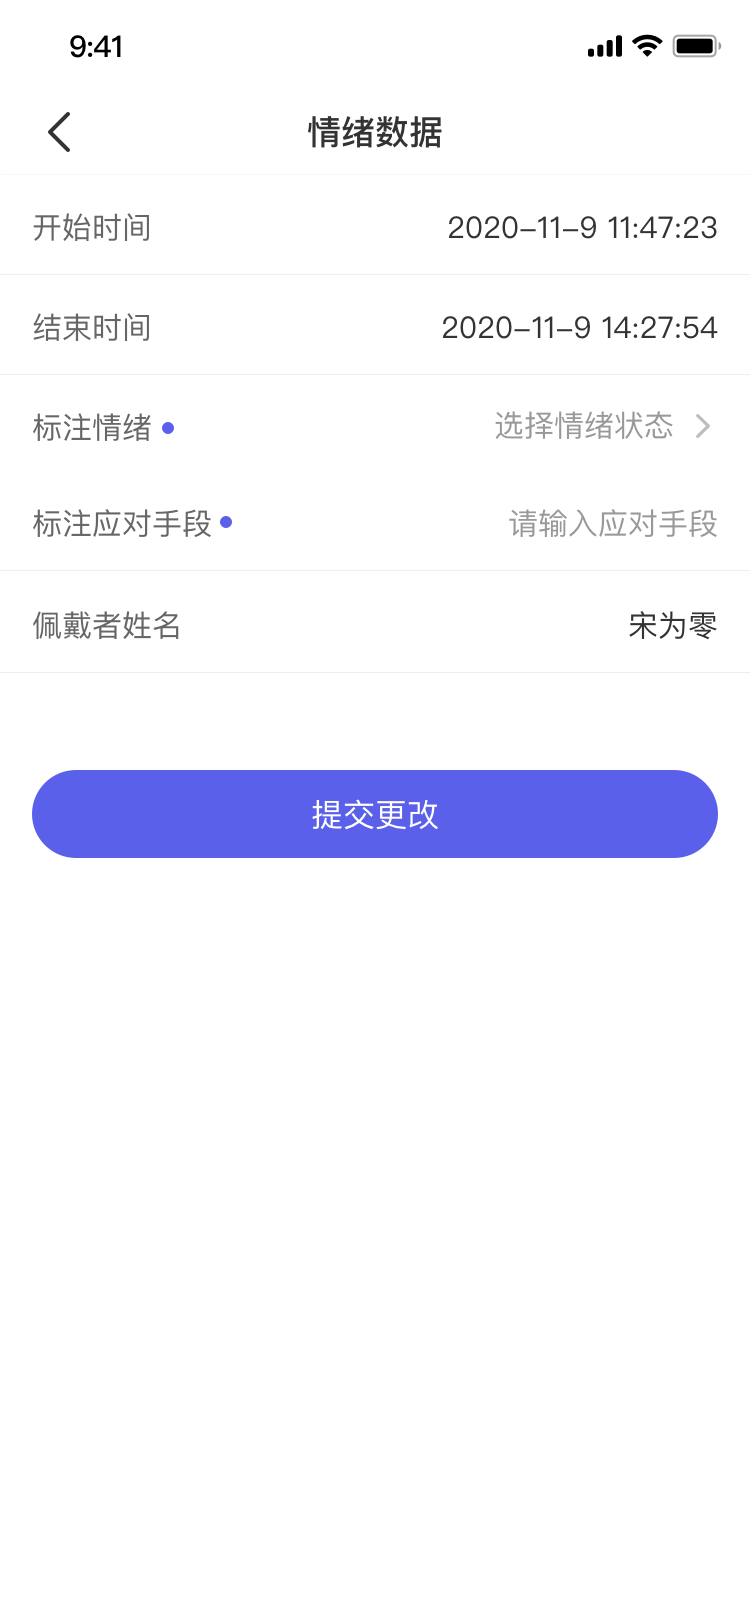 9:41
情绪数据
开始时间 2020-11-9 11:47:23
结束时间 2020-11-9 14:27:54
标注情绪 选择情绪状态
标注应对手段 请输入应对手段
佩戴者姓名 宋为零
提交更改